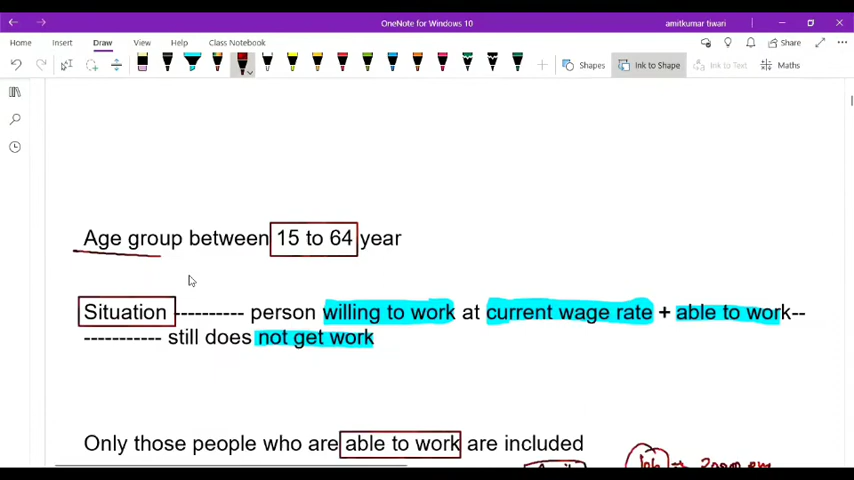 OneNote for Windows 10
amitkumar tiwari
Home Insert Draw View Help Class Notebook
Share
Shapes Ink to Shape Ink to Text Maths
Age group between 15 to 64 year
Situation ---------- person willing to work at current wage rate + able to work--
----------- still does not get work
Only those people who are able to work are included
Job